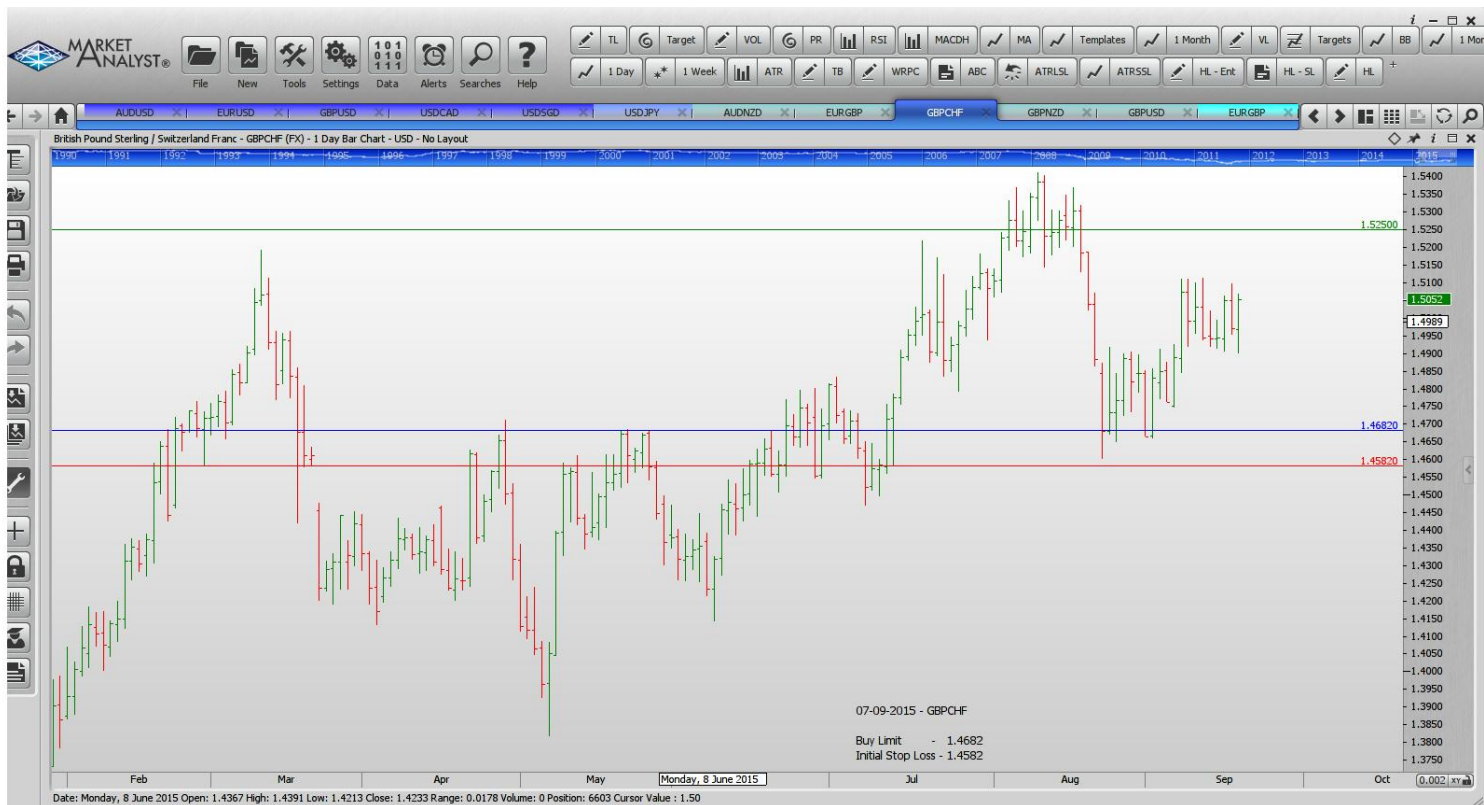 i
MARKET ANALYST®
File New Tools Settings Data Alerts Searches Help
TL Target VOL PR RSI MACDH MA Templates 1 Month VL Targets BB 1 Mor
1 Day 1 Week ATR TB WRPC ABC ATRLSL ATRSSL HL - Ent HL - SL HL +
AUDUSD EURUSD GBPUSD USDCAD USDSGD USDJPY AUDNZD EURGBP GBPCHF GBPNZD GBPUSD EURGBP
British Pound Sterling / Switzerland Franc - GBPCHF (FX) - 1 Day Bar Chart - USD - No Layout
1990 1991 1992 1993 1994 1995 1996 1997 1998 1999 2000 2001 2002 2003 2004 2005 2006 2007 2008 2009 2010 2011 2012 2013 2014 2015
1.5400
1.5350
1.5300
1.52500 1.5250
1.5200
1.5150
1.5100
1.5052
1.4989
1.4950
1.4900
1.4850
1.4800
1.4750
1.4700
1.46820
1.4650
1.45820 1.4600
1.4550
1.4500
1.4450
1.4400
1.4350
1.4300
1.4250
1.4200
1.4150
1.4100
1.4050
1.4000
1.3950
1.3900
1.3850
1.3800
1.3750
07-09-2015 - GBPCHF
Buy Limit - 1.4682
Initial Stop Loss - 1.4582
Feb Mar Apr May Monday, 8 June 2015 Jul Aug Sep Oct 0.002 XY
Date: Monday, 8 June 2015 Open: 1.4367 High: 1.4391 Low: 1.4213 Close: 1.4233 Range: 0.0178 Volume: 0 Position: 6603 Cursor Value : 1.50